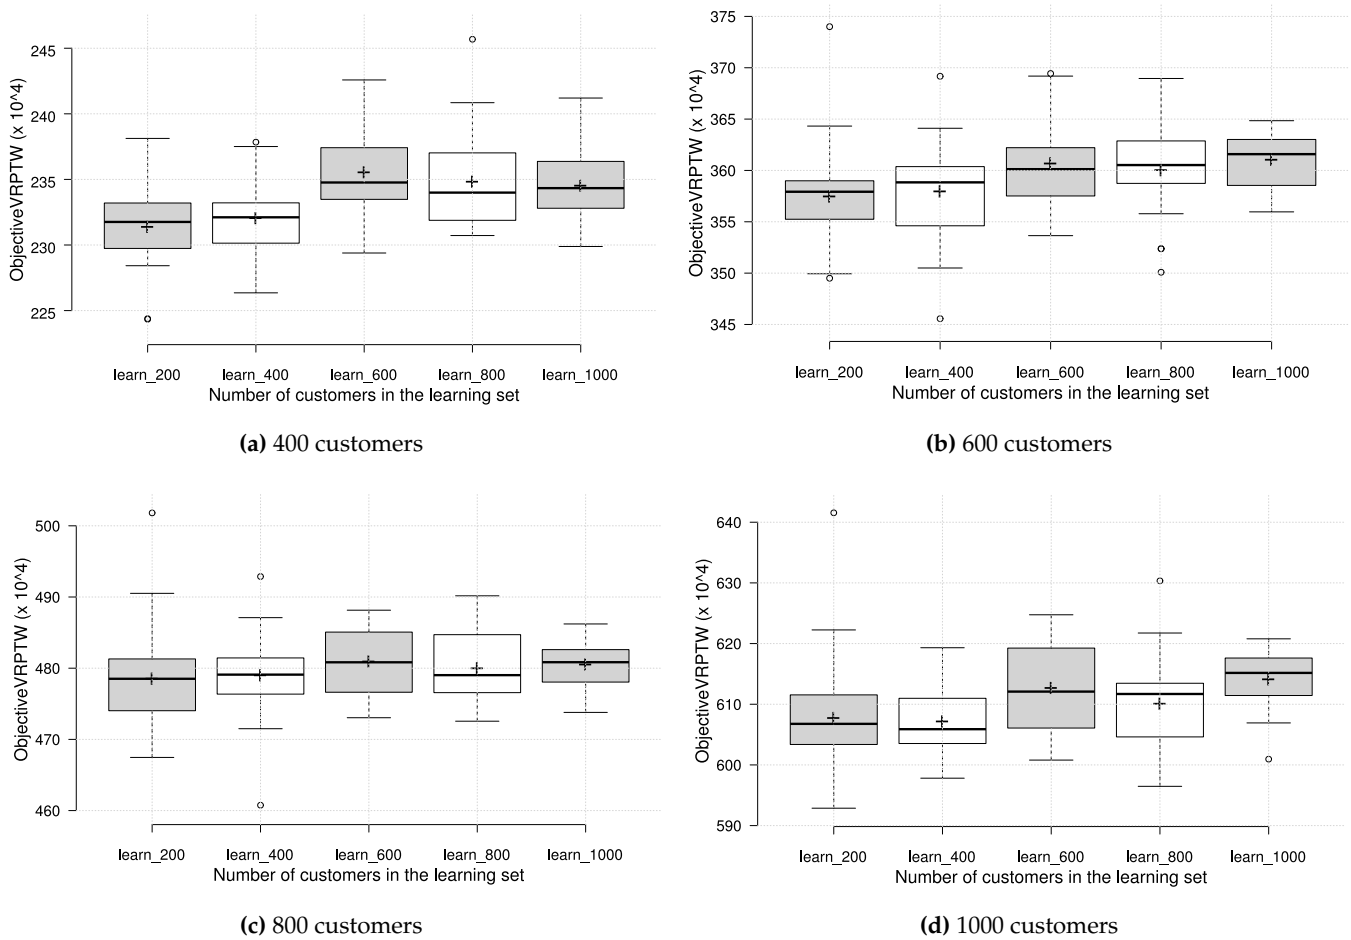 245
240
235
230
225
ObjectiveVRPTW (x 10^4)
learn_200 learn_400 learn_600 learn_800 learn_1000
Number of customers in the learning set
(a) 400 customers
375
370
365
360
355
350
345
ObjectiveVRPTW (x 10^4)
learn_200 learn_400 learn_600 learn_800 learn_1000
Number of customers in the learning set
(b) 600 customers
500
490
480
470
460
ObjectiveVRPTW (x 10^4)
learn_200 learn_400 learn_600 learn_800 learn_1000
Number of customers in the learning set
(c) 800 customers
640
630
620
610
600
590
ObjectiveVRPTW (x 10^4)
learn_200 learn_400 learn_600 learn_800 learn_1000
Number of customers in the learning set
(d) 1000 customers